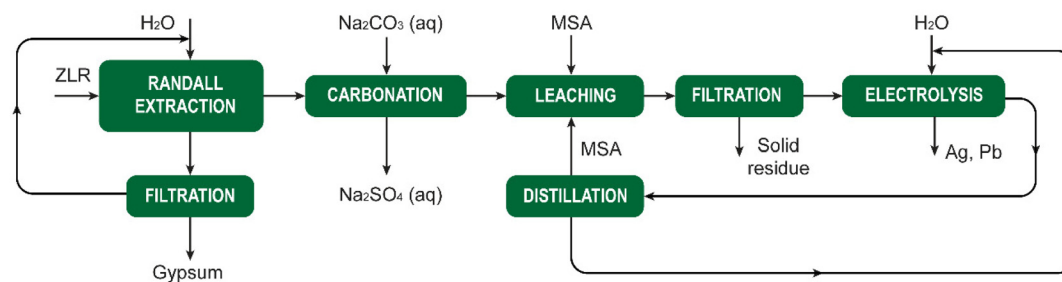 H₂O
Na₂CO₃ (aq)
MSA
H₂O
ZLR
RANDALL
EXTRACTION
CARBONATION
LEACHING
FILTRATION
ELECTROLYSIS
MSA
Solid
residue
Ag, Pb
FILTRATION
Na₂SO₄ (aq)
DISTILLATION
Gypsum